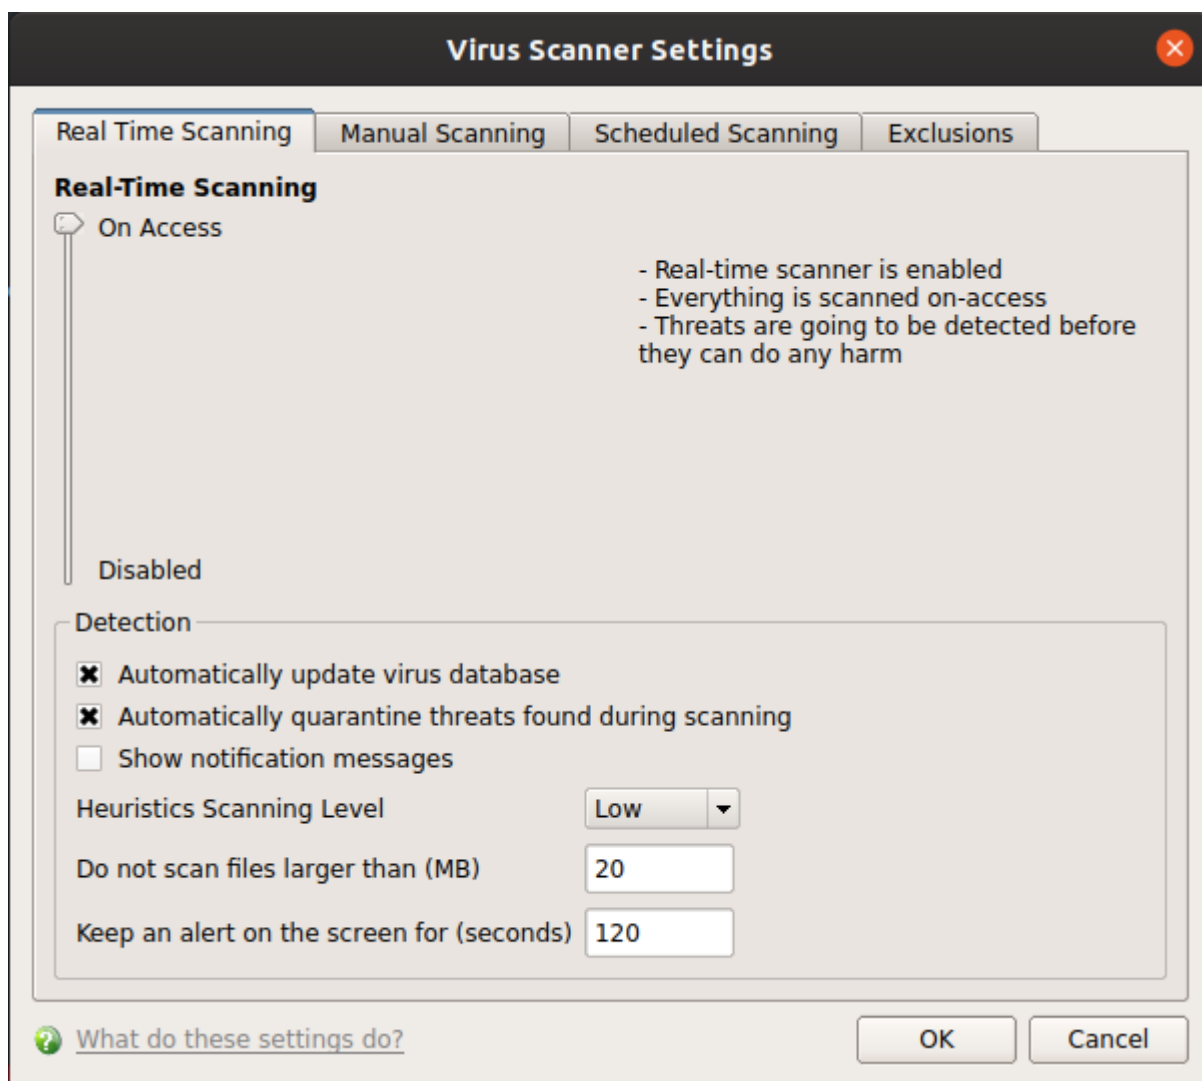 Virus Scanner Settings
Real Time Scanning Manual Scanning Scheduled Scanning Exclusions
Real-Time Scanning
On Access
- Real-time scanner is enabled
- Everything is scanned on-access
- Threats are going to be detected before
they can do any harm
Disabled
Detection
Automatically update virus database
Automatically quarantine threats found during scanning
Show notification messages
Heuristics Scanning Level Low
Do not scan files larger than (MB) 20
Keep an alert on the screen for (seconds) 120
What do these settings do? OK Cancel